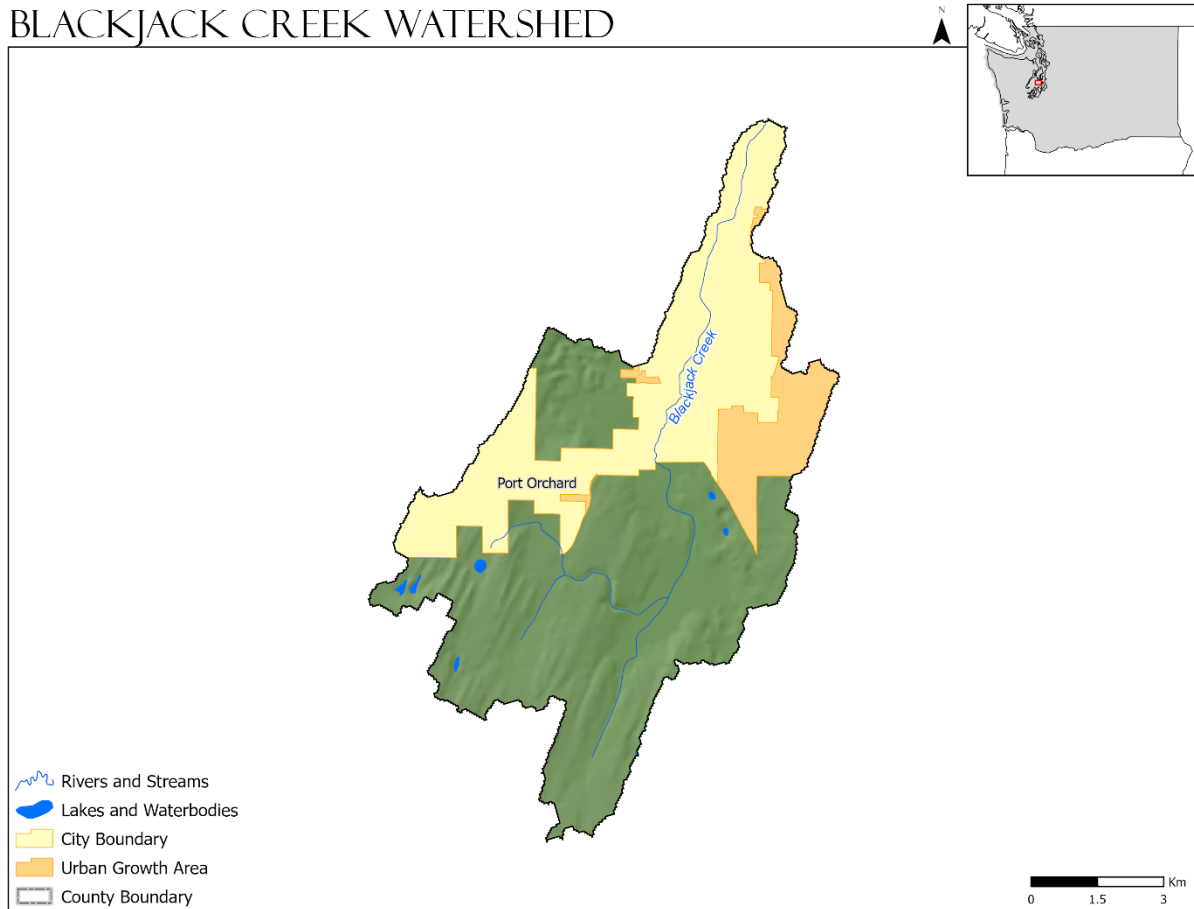 BLACKJACK CREEK WATERSHED
N
Blackjack Creek
Port Orchard
Rivers and Streams
Lakes and Waterbodies
City Boundary
Urban Growth Area
County Boundary
Km
0 1.5 3